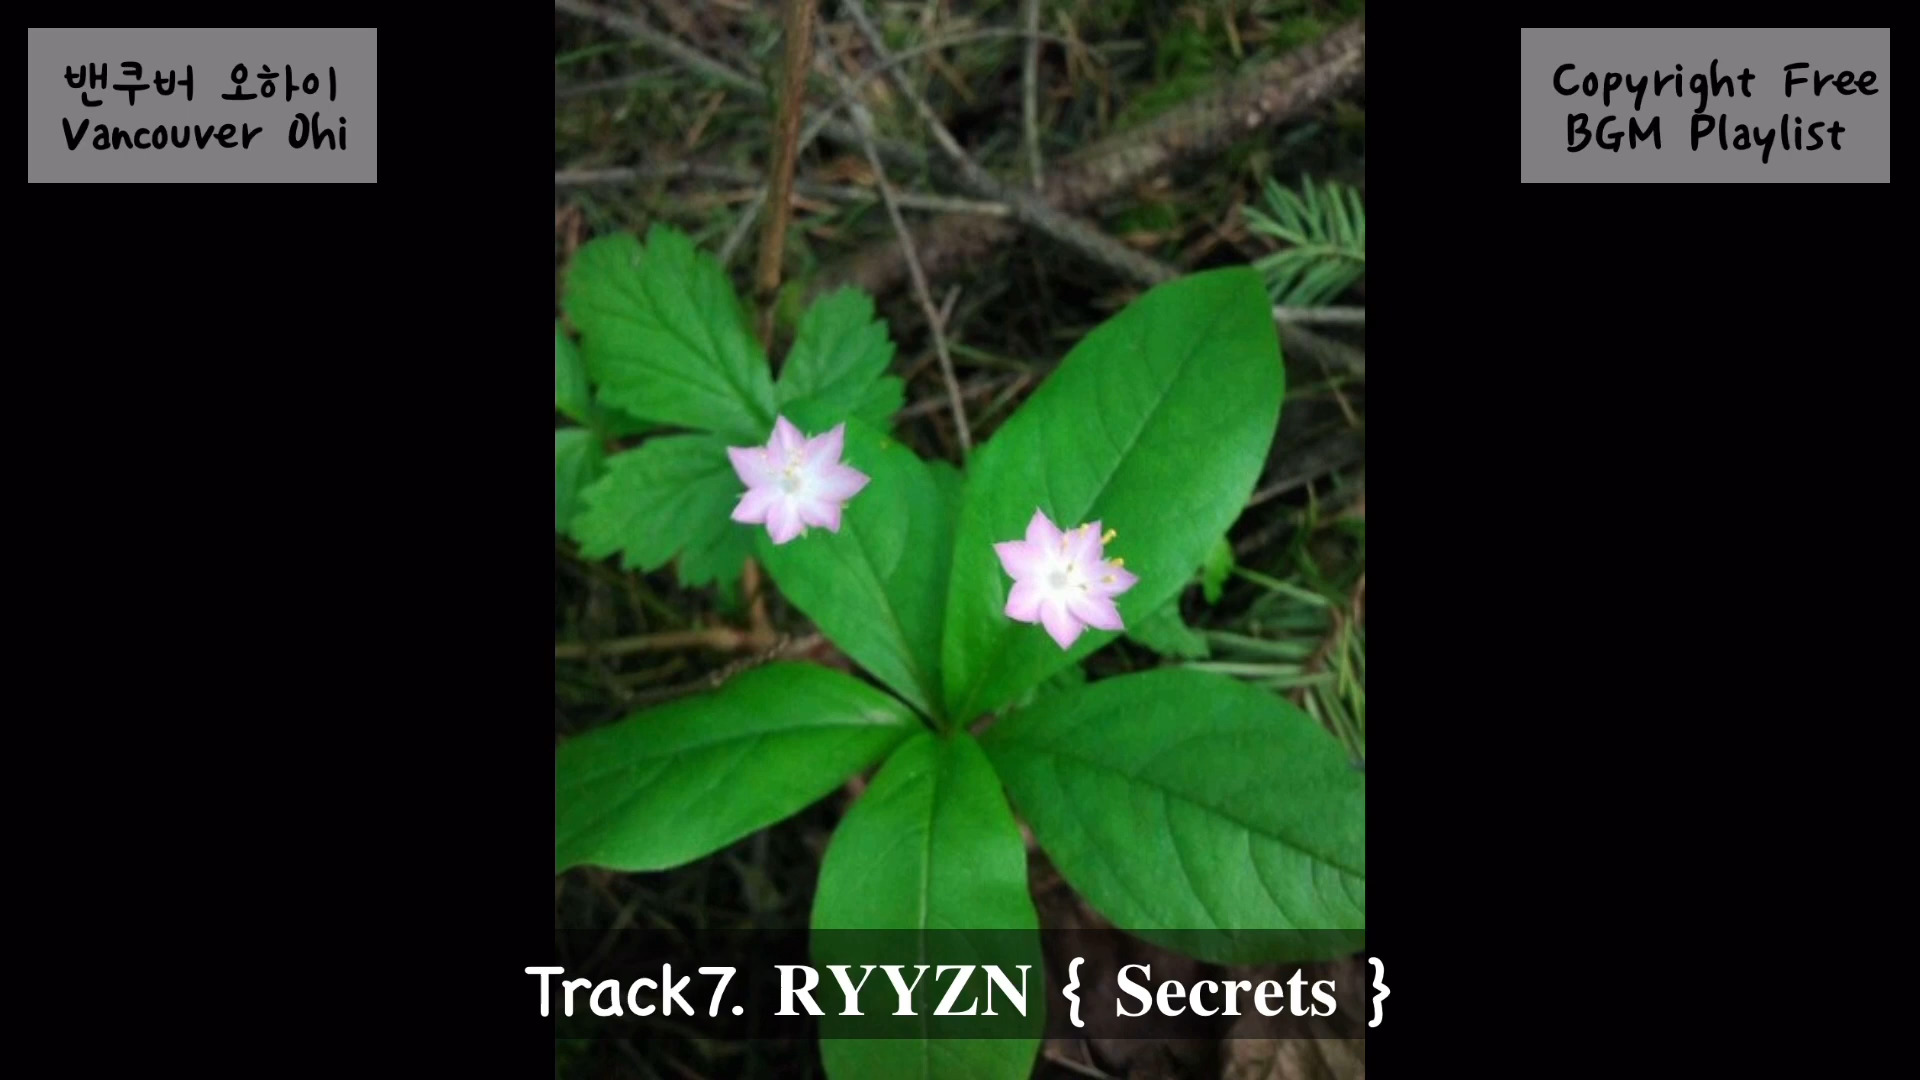 밴쿠버 오하이
Vancouver Ohi
Copyright Free
BGM Playlist
Track7. RYYZN { Secrets }